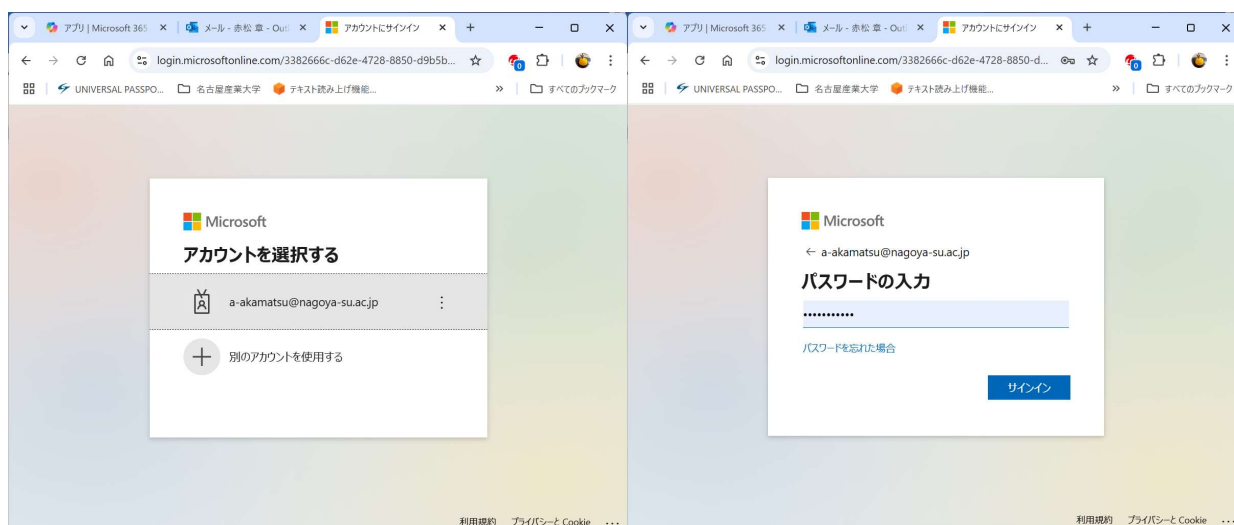 アプリ | Microsoft 365
メール - 赤松 章 - Out
アカウントにサインイン
login.microsoftonline.com/3382666c-d62e-4728-8850-d9b5b...
0
UNIVERSAL PASSPO...
名古屋産業大学
テキスト読み上げ機能...
»
すべてのブックマーク
Microsoft
アカウントを選択する
a-akamatsu@nagoya-su.ac.jp
別のアカウントを使用する
利用規約 プライバシーと Cookie ...
アプリ | Microsoft 365
メール - 赤松 章 - Out
アカウントにサインイン
login.microsoftonline.com/3382666c-d62e-4728-8850-d...
0
UNIVERSAL PASSPO...
名古屋産業大学
テキスト読み上げ機能...
»
すべてのブックマーク
Microsoft
← a-akamatsu@nagoya-su.ac.jp
パスワードの入力
•••••••••••
パスワードを忘れた場合
サインイン
利用規約 プライバシーと Cookie ...